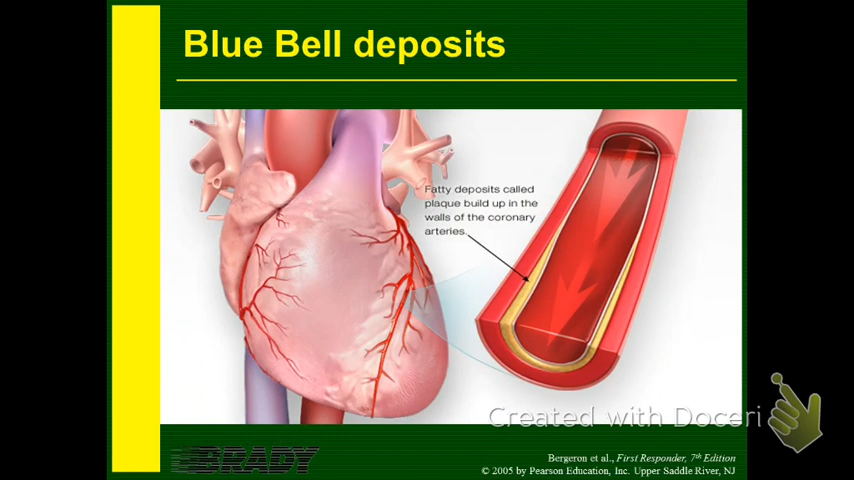 Blue Bell deposits
Fatty deposits called
plaque build up in the
walls of the coronary
arteries.
Created with Doceri
BRADY
Bergeron et al., First Responder, 7th Edition
© 2005 by Pearson Education, Inc. Upper Saddle River, NJ